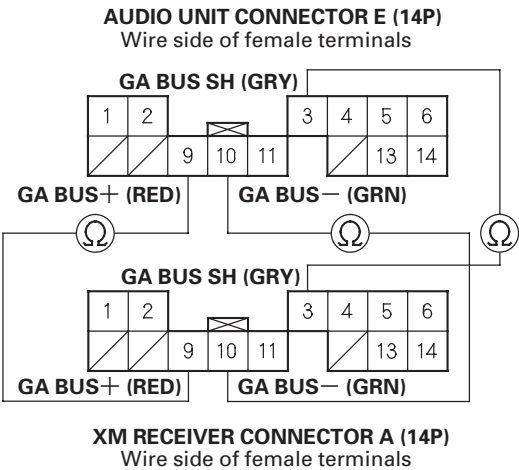 AUDIO UNIT CONNECTOR E (14P)
Wire side of female terminals
GA BUS SH (GRY)
1 2 3 4 5 6
9 10 11 13 14
GA BUS+ (RED) GA BUS− (GRN)
Ω Ω Ω
GA BUS SH (GRY)
1 2 3 4 5 6
9 10 11 13 14
GA BUS+ (RED) GA BUS− (GRN)
XM RECEIVER CONNECTOR A (14P)
Wire side of female terminals